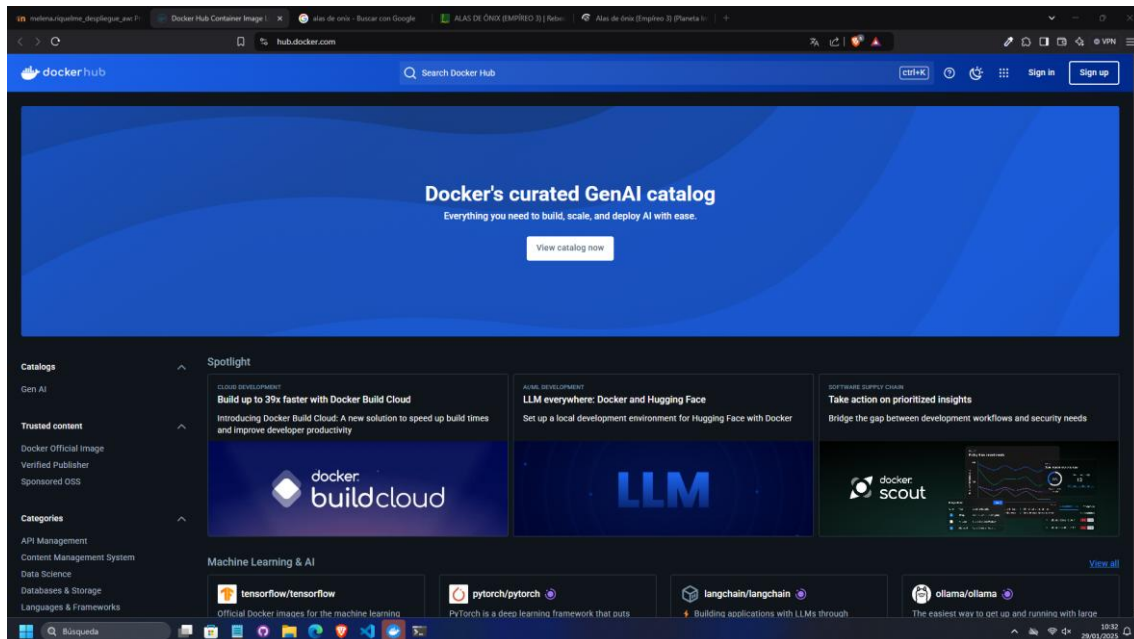 melena.riquelme_despliegue_awc
Docker Hub Container Image L
alas de onix - Buscar con Google
ALAS DE ÓNIX (EMPÍREO 3) | Rebec
Alas de ónix (Empíreo 3) (Planeta
hub.docker.com
VPN
dockerhub
Search Docker Hub
ctrl+K
Sign in
Sign up
Docker's curated GenAI catalog
Everything you need to build, scale, and deploy AI with ease.
View catalog now
Catalogs
Gen AI
Trusted content
Docker Official Image
Verified Publisher
Sponsored OSS
Categories
API Management
Content Management System
Data Science
Databases & Storage
Languages & Frameworks
Spotlight
CLOUD DEVELOPMENT
Build up to 39x faster with Docker Build Cloud
Introducing Docker Build Cloud: A new solution to speed up build times
and improve developer productivity
docker.
buildcloud
AI/ML DEVELOPMENT
LLM everywhere: Docker and Hugging Face
Set up a local development environment for Hugging Face with Docker
LLM
SOFTWARE SUPPLY CHAIN
Take action on prioritized insights
Bridge the gap between development workflows and security needs
docker
scout
Machine Learning & AI
View all
tensorflow/tensorflow
Official Docker images for the machine learning
pytorch/pytorch
PyTorch is a deep learning framework that puts
langchain/langchain
Building applications with LLMs through
ollama/ollama
The easiest way to get up and running with large
Búsqueda
10:32
29/01/2025